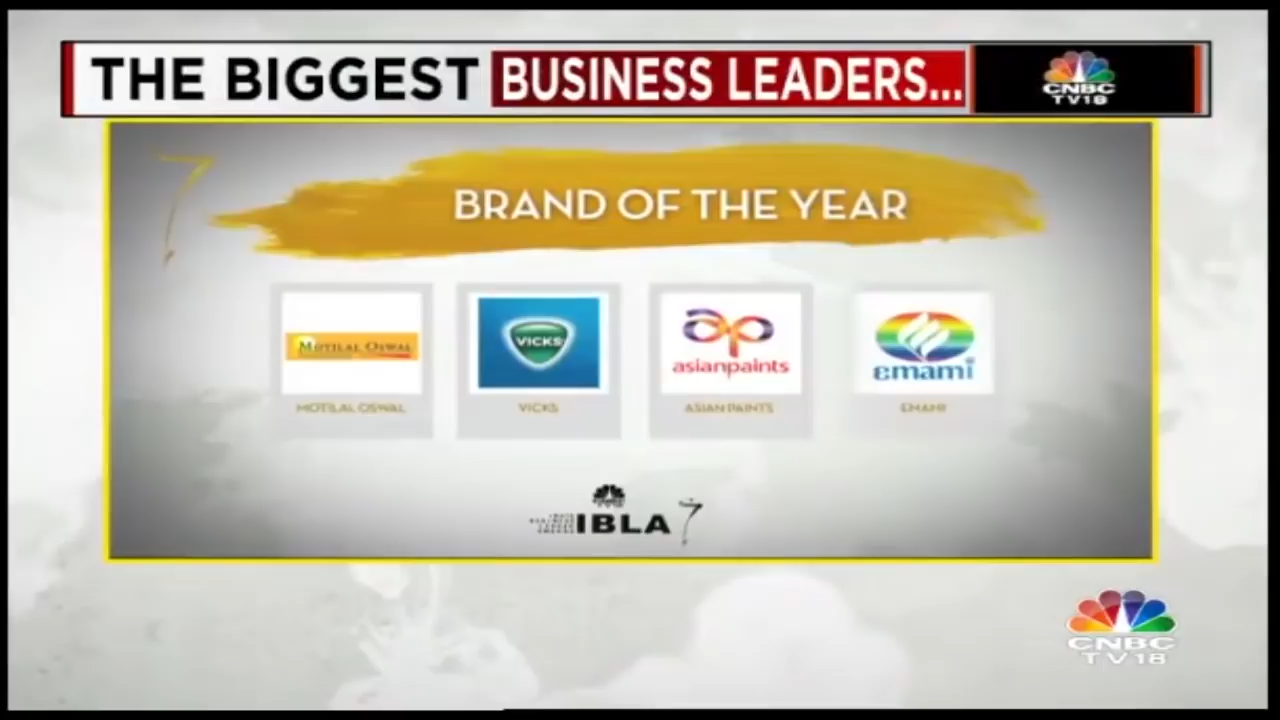 THE BIGGEST BUSINESS LEADERS...
CNBC
TV18
BRAND OF THE YEAR
MOTILAL OSWAL
VICKS
asianpaints
emami
MOTILAL OSWAL
VICKS
ASIAN PAINTS
EMAMI
IBLA 7
CNBC
TV18